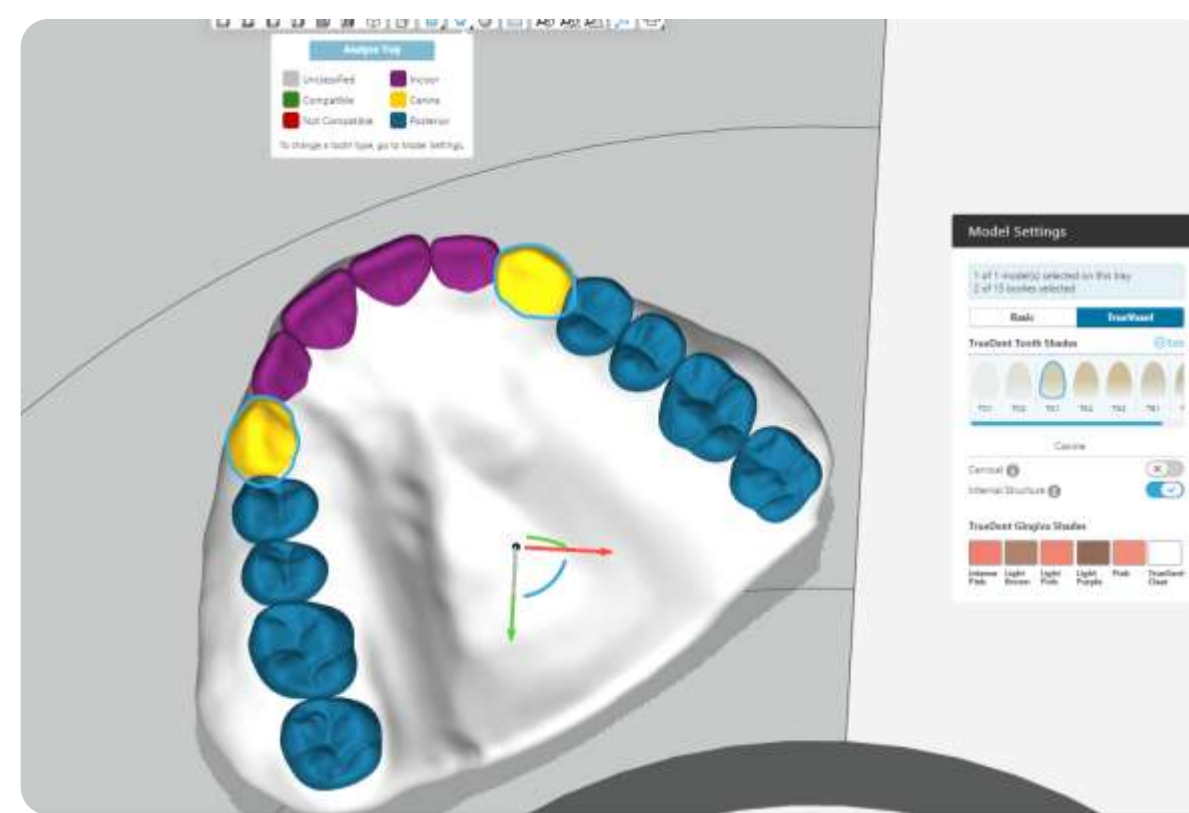 Analyze Tray
Unclassified
Incisor
Compatible
Canine
Not Compatible
Posterior
To change a tooth type, go to Model Settings.
Model Settings
1 of 1 model(s) selected on this tray
2 of 15 bodies selected
Basic
TrueVoxel
TrueDent Tooth Shades
Edit
Canine
Cervical
Internal Structure
TrueDent Gingiva Shades
Intense Pink
Light Brown
Light Pink
Light Purple
Pink
TrueDent Clear